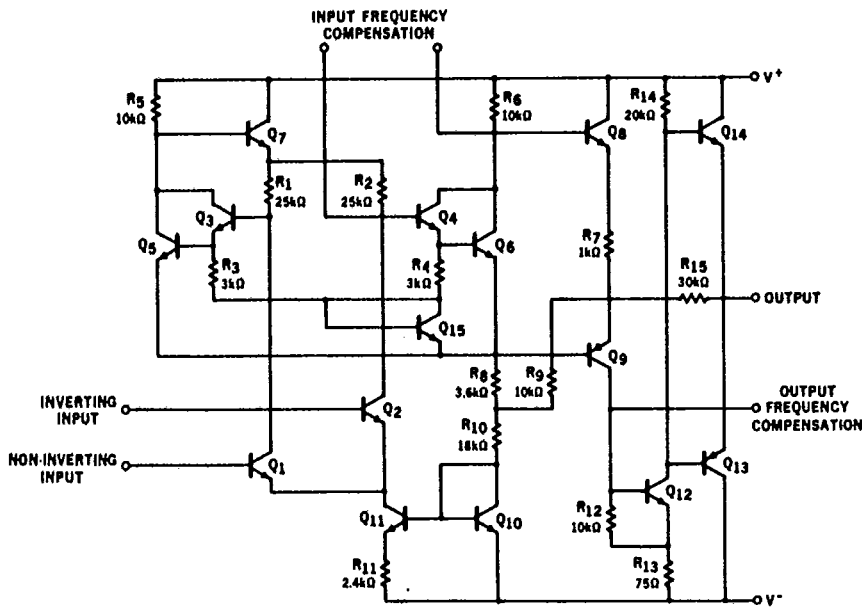 INPUT FREQUENCY
COMPENSATION
V+
R5
10kΩ
Q7
R6
10kΩ
Q8
R14
20kΩ
Q14
R1
25kΩ
R2
25kΩ
Q3
Q4
Q5
Q6
R3
3kΩ
R4
3kΩ
R7
1kΩ
R15
30kΩ
OUTPUT
Q15
Q9
R8
3.6kΩ
R9
10kΩ
INVERTING
INPUT
Q2
OUTPUT
FREQUENCY
COMPENSATION
R10
18kΩ
NON-INVERTING
INPUT
Q1
Q13
Q11
Q10
R12
10kΩ
Q12
R11
2.4kΩ
R13
75Ω
V-